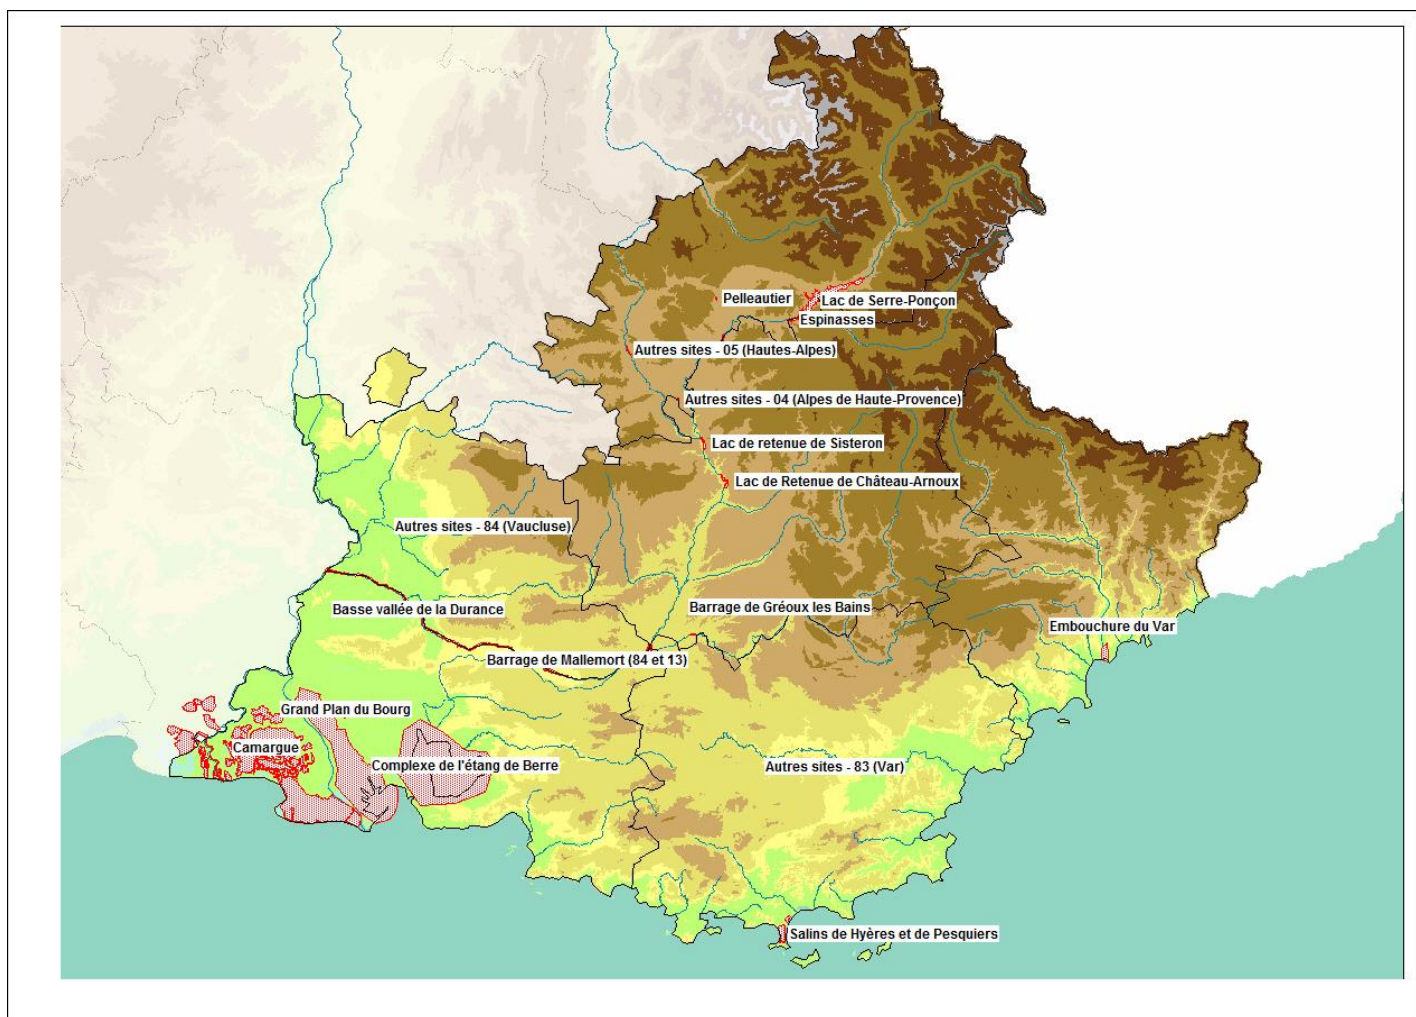 Pelleautier
Lac de Serre-Ponçon
Espinasses
Autres sites - 05 (Hautes-Alpes)
Autres sites - 04 (Alpes de Haute-Provence)
Lac de retenue de Sisteron
Lac de Retenue de Château-Arnoux
Autres sites - 84 (Vaucluse)
Basse vallée de la Durance
Barrage de Gréoux les Bains
Embouchure du Var
Barrage de Mallemort (84 et 13)
Grand Plan du Bourg
Camargue
Complexe de l'étang de Berre
Autres sites - 83 (Var)
Salins de Hyères et de Pesquiers